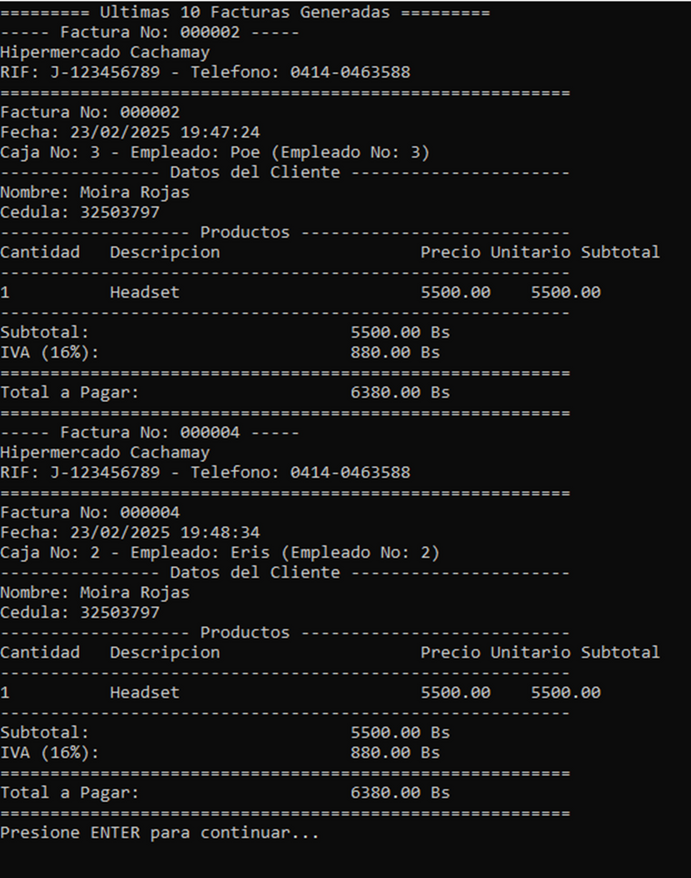 ========= Ultimas 10 Facturas Generadas =========
----- Factura No: 000002 -----
Hipermercado Cachamay
RIF: J-123456789 - Telefono: 0414-0463588
=========================================================
Factura No: 000002
Fecha: 23/02/2025 19:47:24
Caja No: 3 - Empleado: Poe (Empleado No: 3)
---------------- Datos del Cliente ----------------------
Nombre: Moira Rojas
Cedula: 32503797
------------------- Productos ---------------------------
Cantidad   Descripcion                    Precio Unitario Subtotal
---------------------------------------------------------
1          Headset                        5500.00    5500.00
---------------------------------------------------------
Subtotal:                          5500.00 Bs
IVA (16%):                         880.00 Bs
=========================================================
Total a Pagar:                     6380.00 Bs
=========================================================
----- Factura No: 000004 -----
Hipermercado Cachamay
RIF: J-123456789 - Telefono: 0414-0463588
=========================================================
Factura No: 000004
Fecha: 23/02/2025 19:48:34
Caja No: 2 - Empleado: Eris (Empleado No: 2)
---------------- Datos del Cliente ----------------------
Nombre: Moira Rojas
Cedula: 32503797
------------------- Productos ---------------------------
Cantidad   Descripcion                    Precio Unitario Subtotal
---------------------------------------------------------
1          Headset                        5500.00    5500.00
---------------------------------------------------------
Subtotal:                          5500.00 Bs
IVA (16%):                         880.00 Bs
=========================================================
Total a Pagar:                     6380.00 Bs
=========================================================
Presione ENTER para continuar...